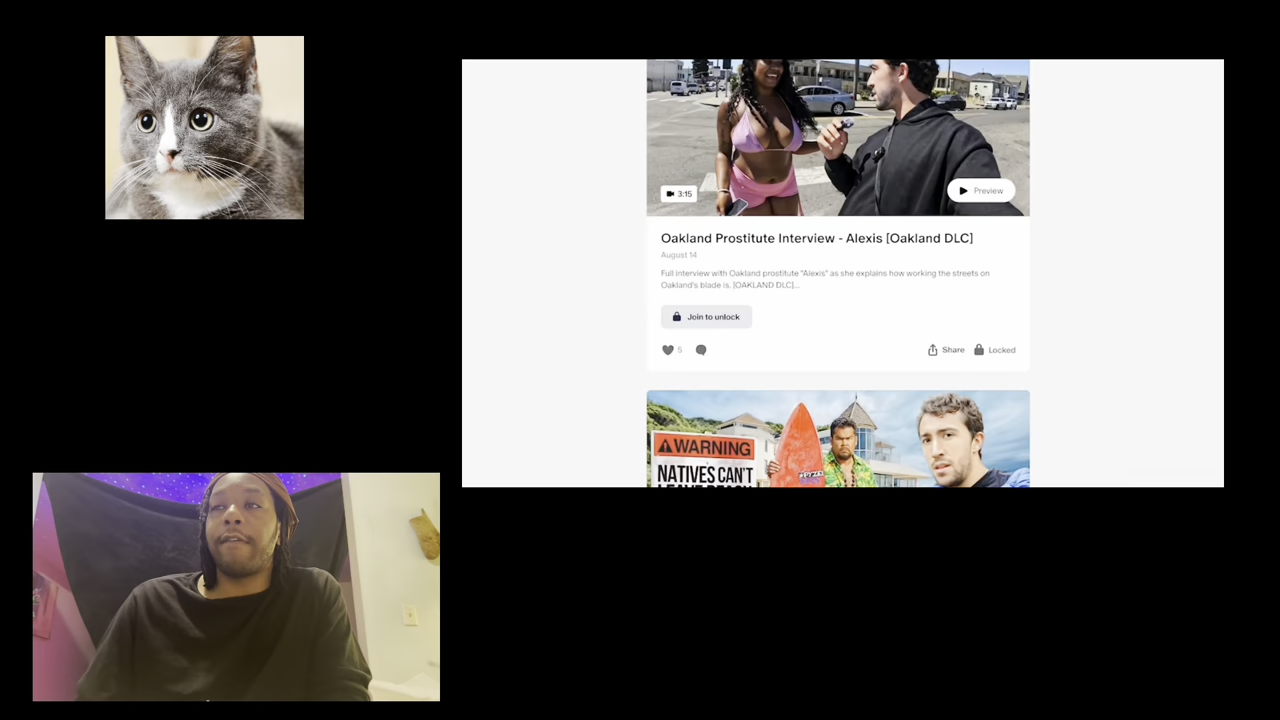 3:15
Preview
Oakland Prostitute Interview - Alexis [Oakland DLC]
August 14
Full interview with Oakland prostitute "Alexis" as she explains how working the streets on
Oakland's blade is. [OAKLAND DLC]...
Join to unlock
5
Share
Locked
WARNING
NATIVES CAN'T
LEAVE BEACH